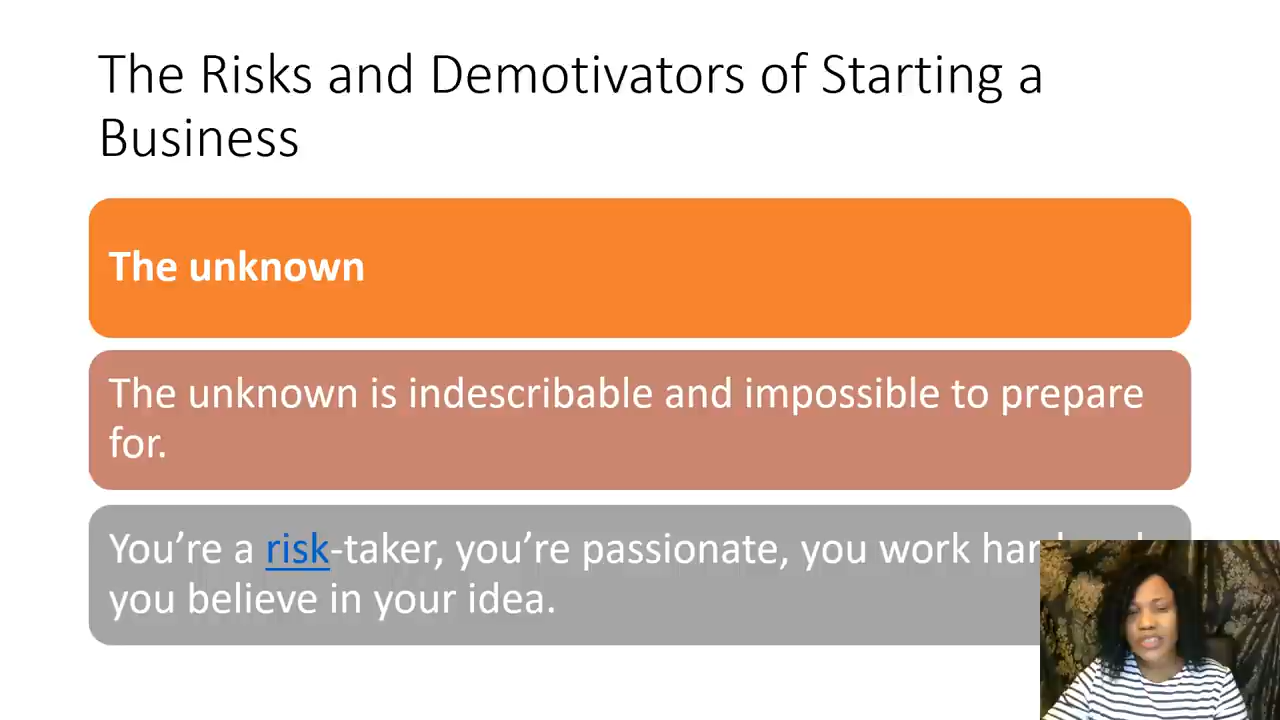 The Risks and Demotivators of Starting a
Business
The unknown
The unknown is indescribable and impossible to prepare
for.
You’re a risk-taker, you’re passionate, you work
you believe in your idea.